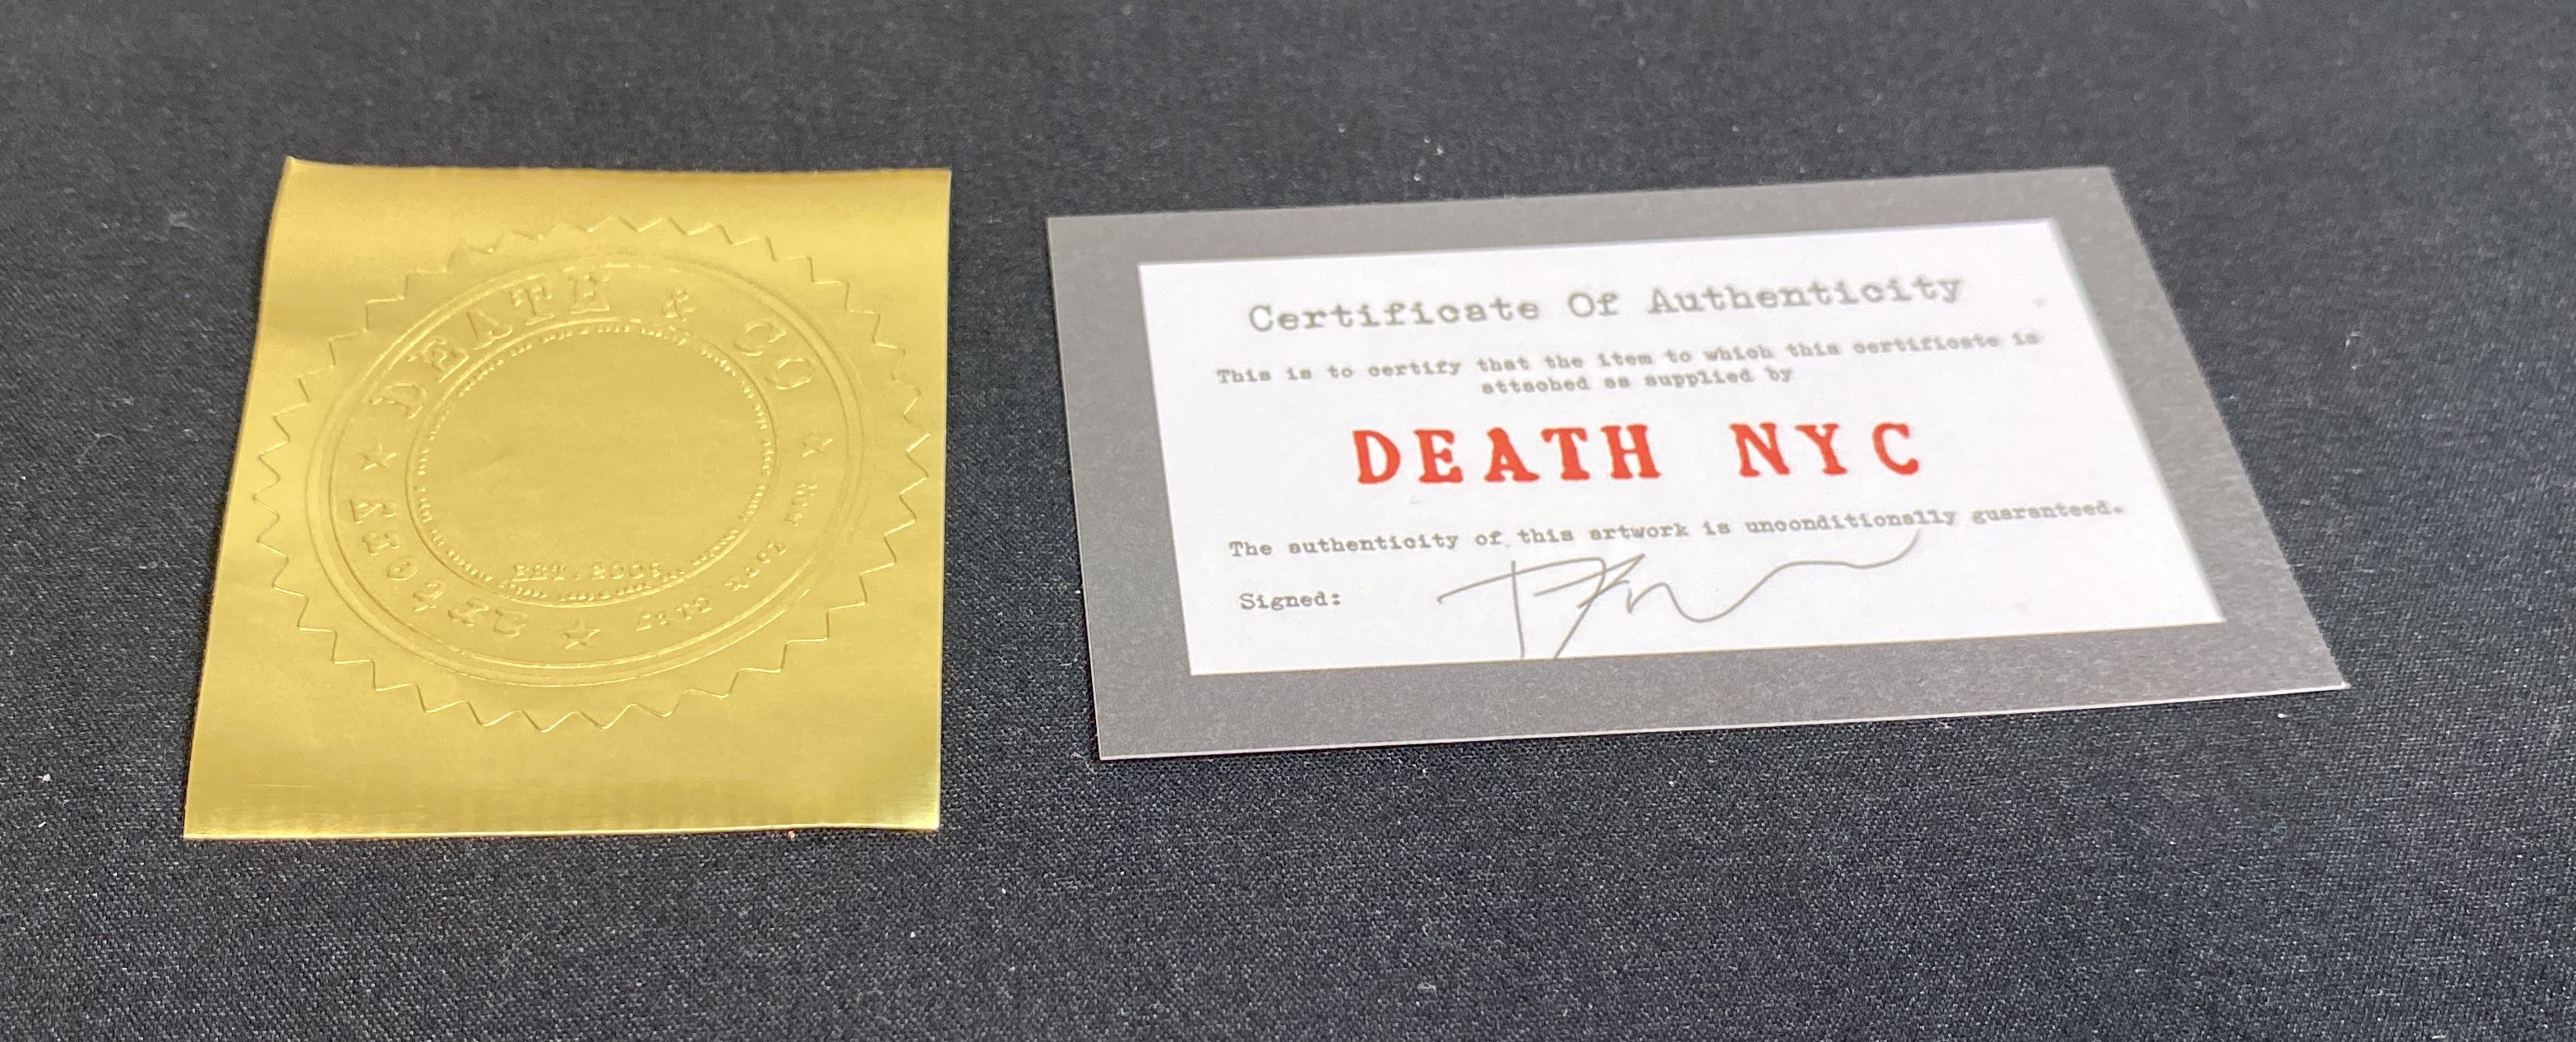 DEATH & CO
EST.
Certificate Of Authenticity
This is to certify that the item to which this certificate is
attached as supplied by
DEATH NYC
The authenticity of this artwork is unconditionally guaranteed.
Signed: